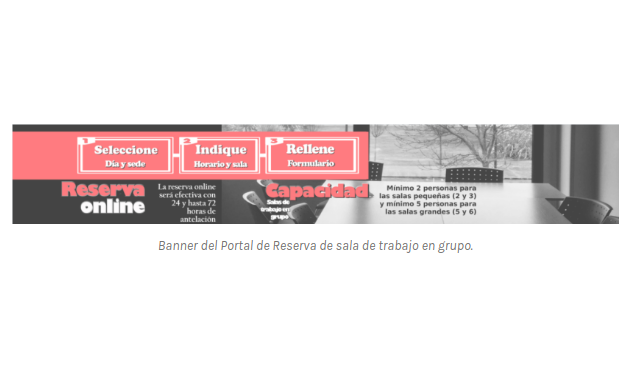 1
Seleccione
Día y sede
2
Indique
Horario y sala
3
Rellene
Formulario
Reserva
online
La reserva online
será efectiva con
24 y hasta 72
horas de
antelación
Capacidad
Salas de
trabajo en
grupo
Mínimo 2 personas para
las salas pequeñas (2 y 3)
y mínimo 5 personas para
las salas grandes (5 y 6)
Banner del Portal de Reserva de sala de trabajo en grupo.